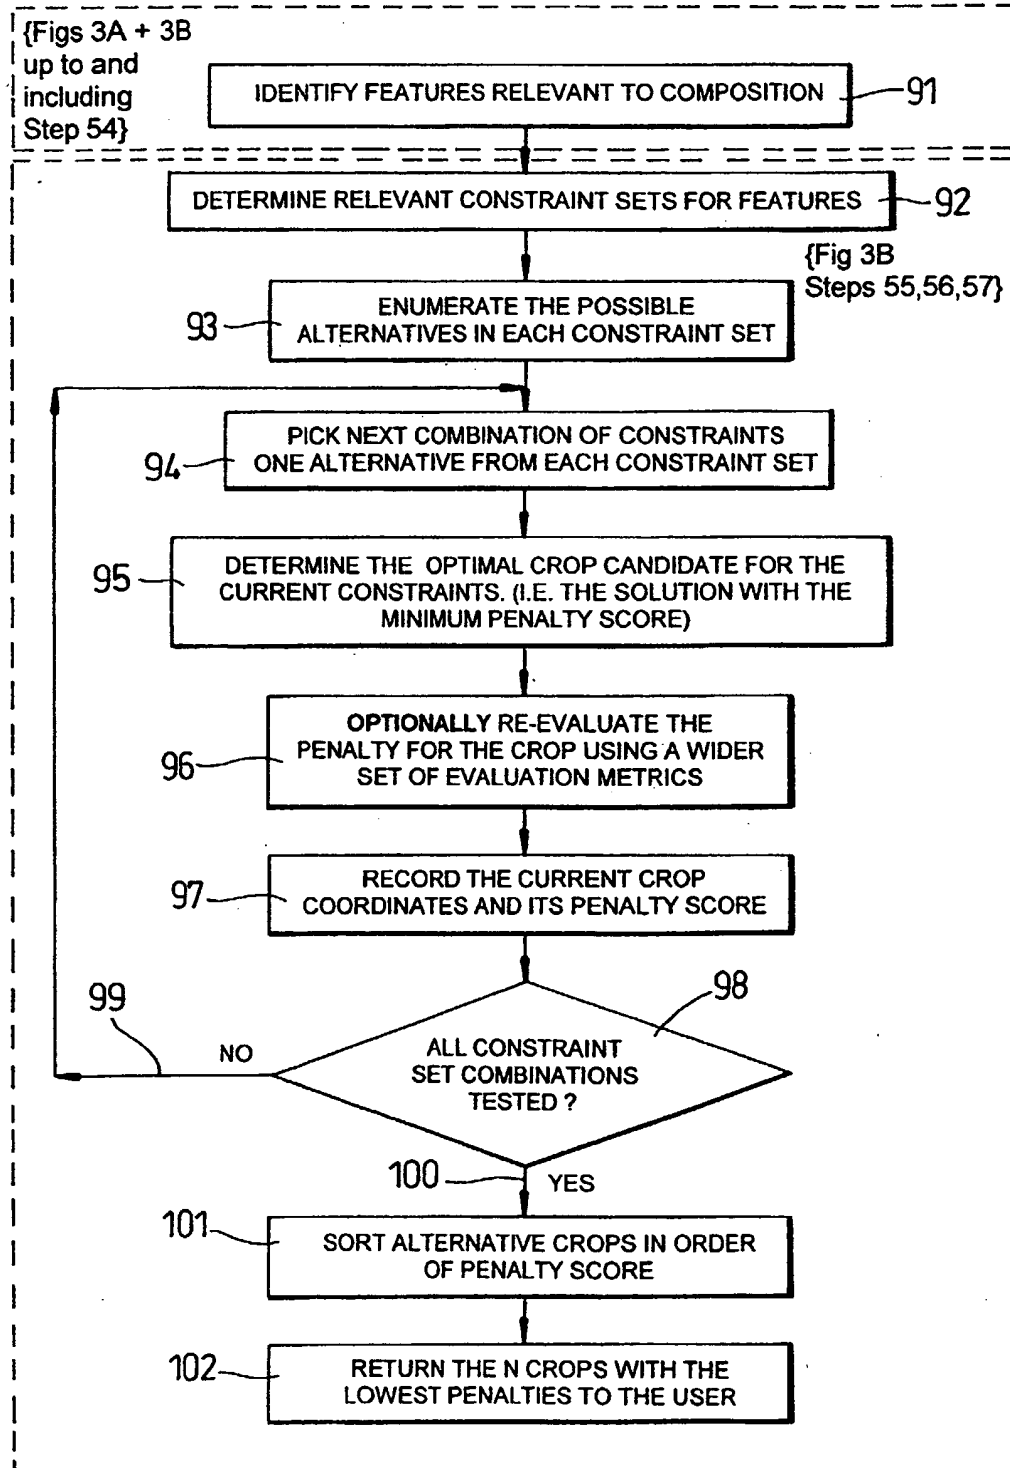 {Figs 3A + 3B
up to and
including
Step 54}
IDENTIFY FEATURES RELEVANT TO COMPOSITION
91
DETERMINE RELEVANT CONSTRAINT SETS FOR FEATURES
92
{Fig 3B
Steps 55,56,57}
93
ENUMERATE THE POSSIBLE
ALTERNATIVES IN EACH CONSTRAINT SET
94
PICK NEXT COMBINATION OF CONSTRAINTS
ONE ALTERNATIVE FROM EACH CONSTRAINT SET
95
DETERMINE THE OPTIMAL CROP CANDIDATE FOR THE
CURRENT CONSTRAINTS. (I.E. THE SOLUTION WITH THE
MINIMUM PENALTY SCORE)
96
OPTIONALLY RE-EVALUATE THE
PENALTY FOR THE CROP USING A WIDER
SET OF EVALUATION METRICS
97
RECORD THE CURRENT CROP
COORDINATES AND ITS PENALTY SCORE
98
99
NO
ALL CONSTRAINT
SET COMBINATIONS
TESTED ?
100
YES
101
SORT ALTERNATIVE CROPS IN ORDER
OF PENALTY SCORE
102
RETURN THE N CROPS WITH THE
LOWEST PENALTIES TO THE USER